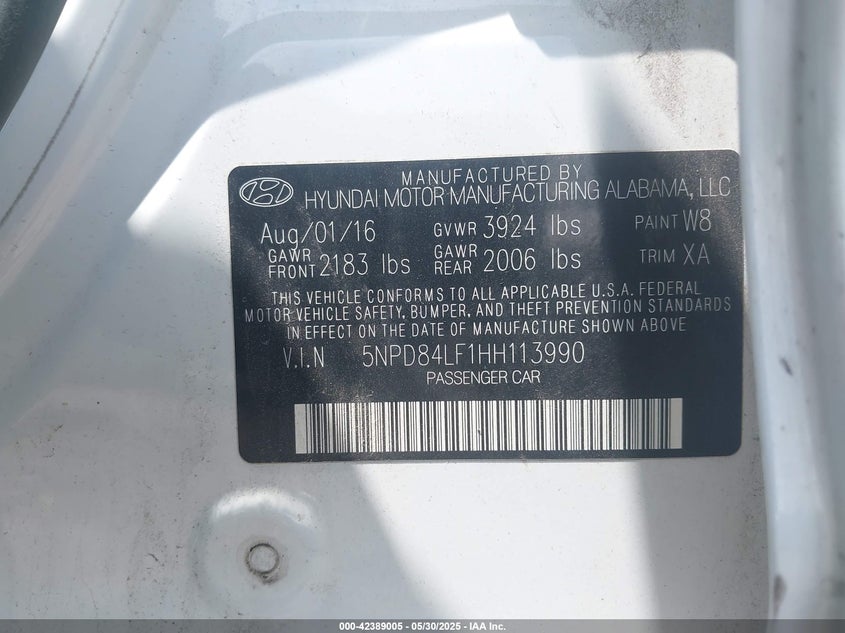 MANUFACTURED BY
HYUNDAI MOTOR MANUFACTURING ALABAMA, LLC
Aug/01/16 GVWR 3924 lbs PAINT W8
GAWR FRONT 2183 lbs GAWR REAR 2006 lbs TRIM XA
THIS VEHICLE CONFORMS TO ALL APPLICABLE U.S.A. FEDERAL
MOTOR VEHICLE SAFETY, BUMPER, AND THEFT PREVENTION STANDARDS
IN EFFECT ON THE DATE OF MANUFACTURE SHOWN ABOVE
V.I.N 5NPD84LF1HH113990
PASSENGER CAR
000-42389005 - 05/30/2025 - IAA Inc.